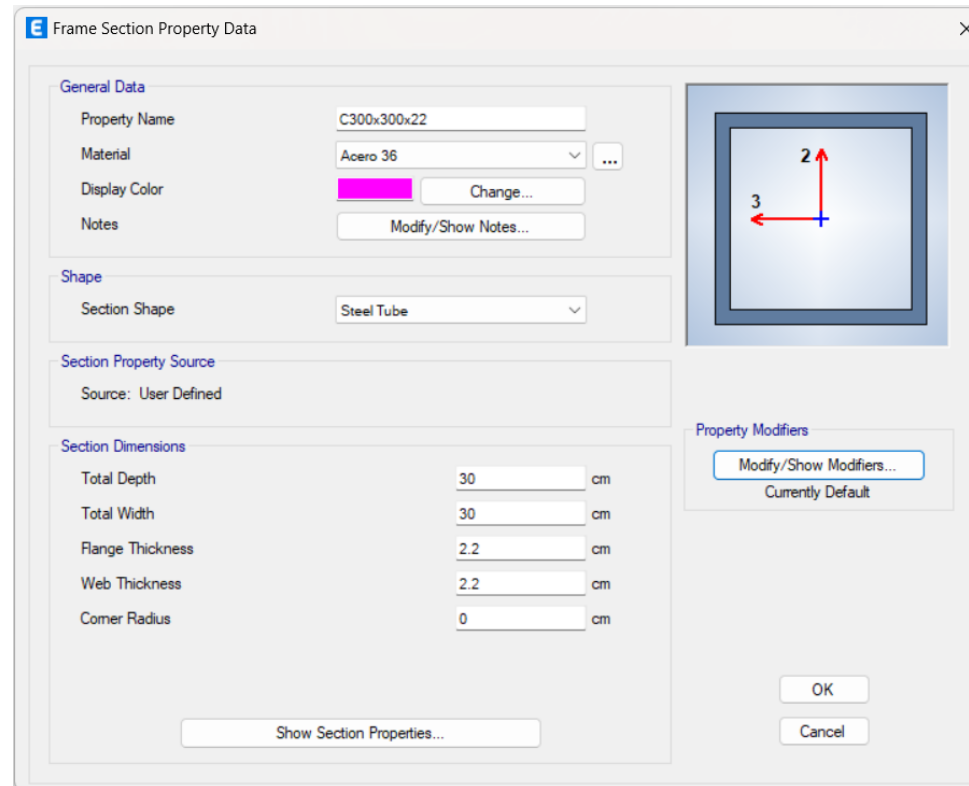 E Frame Section Property Data
General Data
Property Name C300x300x22
Material Acero 36 ...
Display Color Change...
Notes Modify/Show Notes...
2
3
Shape
Section Shape Steel Tube
Section Property Source
Source: User Defined
Property Modifiers
Modify/Show Modifiers...
Currently Default
Section Dimensions
Total Depth 30 cm
Total Width 30 cm
Flange Thickness 2.2 cm
Web Thickness 2.2 cm
Corner Radius 0 cm
Show Section Properties...
OK
Cancel